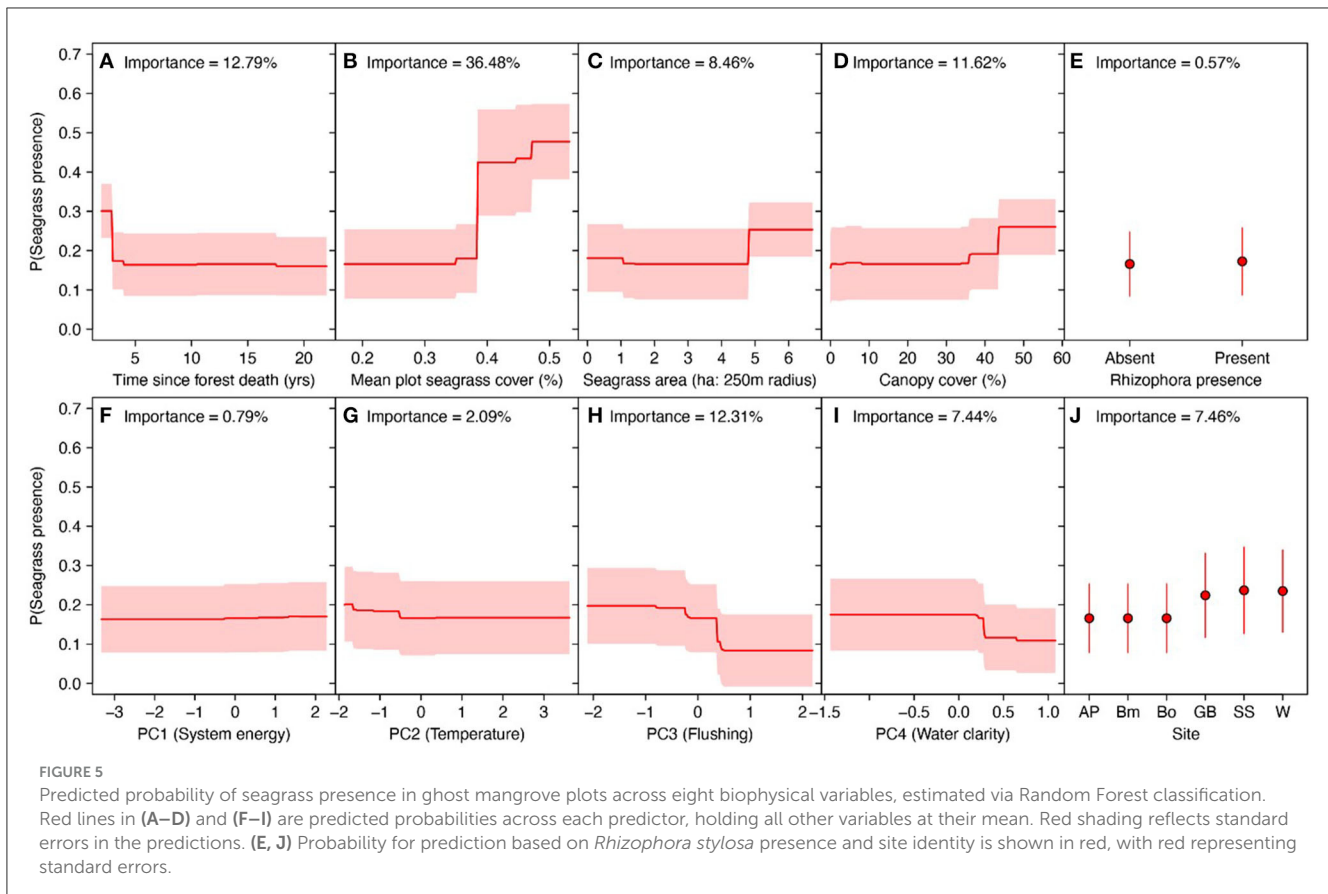 P(Seagrass presence)
0.7
0.6
0.5
0.4
0.3
0.2
0.1
0.0
A Importance = 12.79%
B Importance = 36.48%
C Importance = 8.46%
D Importance = 11.62%
E Importance = 0.57%
5 10 15 20
0.2 0.3 0.4 0.5
0 1 2 3 4 5 6
0 10 20 30 40 50 60
Absent Present
Time since forest death (yrs)
Mean plot seagrass cover (%)
Seagrass area (ha: 250m radius)
Canopy cover (%)
Rhizophora presence
P(Seagrass presence)
0.7
0.6
0.5
0.4
0.3
0.2
0.1
0.0
F Importance = 0.79%
G Importance = 2.09%
H Importance = 12.31%
I Importance = 7.44%
J Importance = 7.46%
−3 −2 −1 0 1 2
−2 −1 0 1 2 3
−2 −1 0 1 2
−1.5 −0.5 0.0 0.5 1.0
AP Bm Bo GB SS W
PC1 (System energy)
PC2 (Temperature)
PC3 (Flushing)
PC4 (Water clarity)
Site
FIGURE 5
Predicted probability of seagrass presence in ghost mangrove plots across eight biophysical variables, estimated via Random Forest classification.
Red lines in (A–D) and (F–I) are predicted probabilities across each predictor, holding all other variables at their mean. Red shading reflects standard
errors in the predictions. (E, J) Probability for prediction based on Rhizophora stylosa presence and site identity is shown in red, with red representing
standard errors.